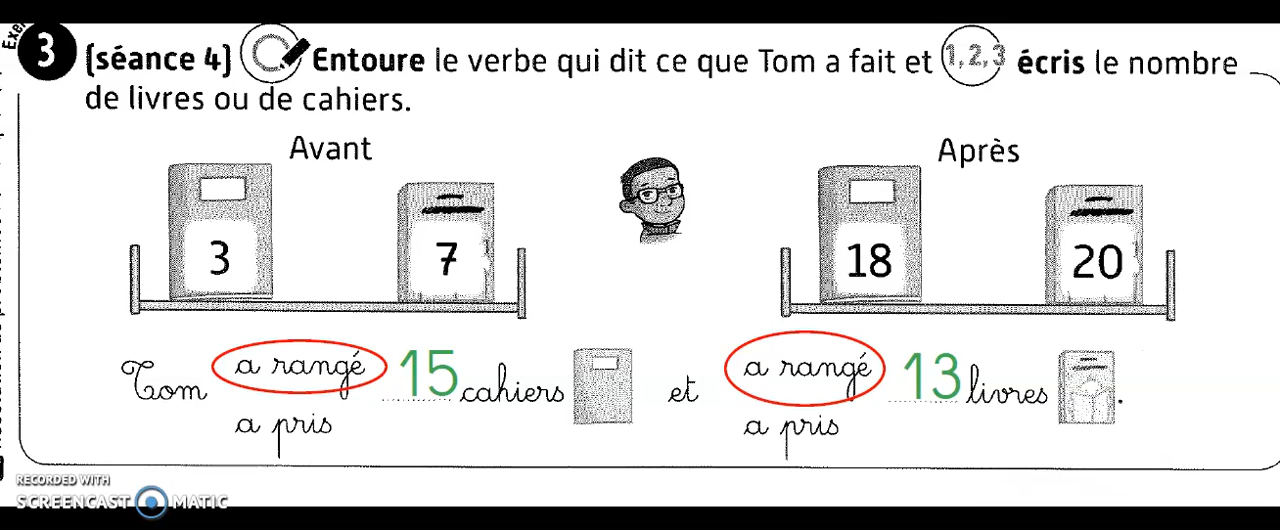 Exer
3 (séance 4) Entoure le verbe qui dit ce que Tom a fait et 1, 2, 3 écris le nombre
de livres ou de cahiers.
Avant
Après
3 7
18 20
Tom a rangé 15 cahiers et a rangé 13 livres.
a pris a pris
RECORDED WITH
SCREENCAST MATIC